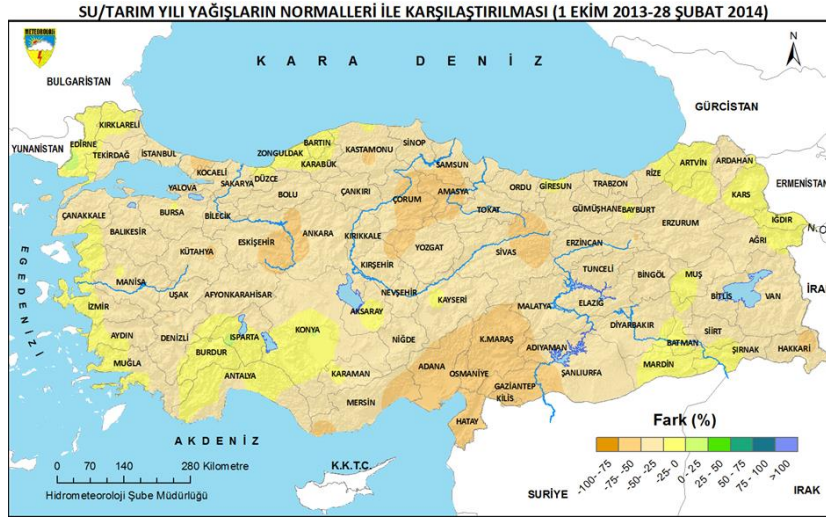 SU/TARIM YILI YAĞIŞLARIN NORMALLERİ İLE KARŞILAŞTIRILMASI (1 EKİM 2013-28 ŞUBAT 2014)
METEOROLOJİ
N
KARA DENİZ
BULGARİSTAN
GÜRCİSTAN
YUNANİSTAN
ERMENİSTAN
KIRKLARELİ
EDİRNE
TEKİRDAĞ
İSTANBUL
KOCAELİ
YALOVA
SAKARYA
DÜZCE
ZONGULDAK
BARTIN
KARABÜK
KASTAMONU
SİNOP
SAMSUN
BOLU
ÇANKIRI
ÇORUM
AMASYA
TOKAT
ORDU
GİRESUN
TRABZON
RİZE
ARTVİN
ARDAHAN
KARS
IĞDIR
N.Ö
GÜMÜŞHANE
BAYBURT
ERZURUM
AĞRI
ÇANAKKALE
BALIKESİR
BURSA
BİLECİK
ESKİŞEHİR
ANKARA
KIRIKKALE
YOZGAT
SİVAS
ERZİNCAN
TUNCELİ
BİNGÖL
MUŞ
İRA
KÜTAHYA
MANİSA
UŞAK
AFYONKARAHİSAR
KIRŞEHİR
NEVŞEHİR
KAYSERİ
AKSARAY
MALATYA
ELAZIĞ
BİTLİS
VAN
İZMİR
AYDIN
DENİZLİ
ISPARTA
BURDUR
KONYA
NİĞDE
K.MARAŞ
ADIYAMAN
DİYARBAKIR
BATMAN
SİİRT
ŞIRNAK
HAKKARİ
MARDİN
MUĞLA
ANTALYA
KARAMAN
MERSİN
ADANA
OSMANİYE
GAZİANTEP
KİLİS
ŞANLIURFA
HATAY
EGEDENİZİ
AKDENİZ
K.K.T.C.
SURİYE
IRAK
0 70 140 280 Kilometre
Hidrometeoroloji Şube Müdürlüğü
Fark (%)
-100--75
-75--50
-50--25
-25- 0
0 - 25
25 - 50
50 - 75
75 - 100
>100